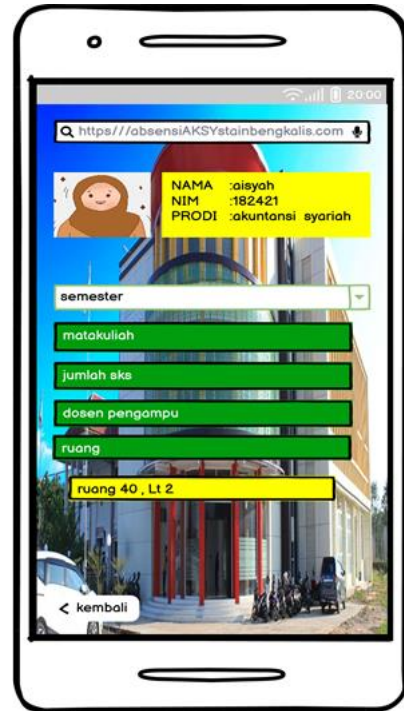 20:00
https///absensiAKSYstainbengkalis.com
NAMA :aisyah
NIM :182421
PRODI :akuntansi syariah
semester
matakuliah
jumlah sks
dosen pengampu
ruang
ruang 40 , Lt 2
< kembali